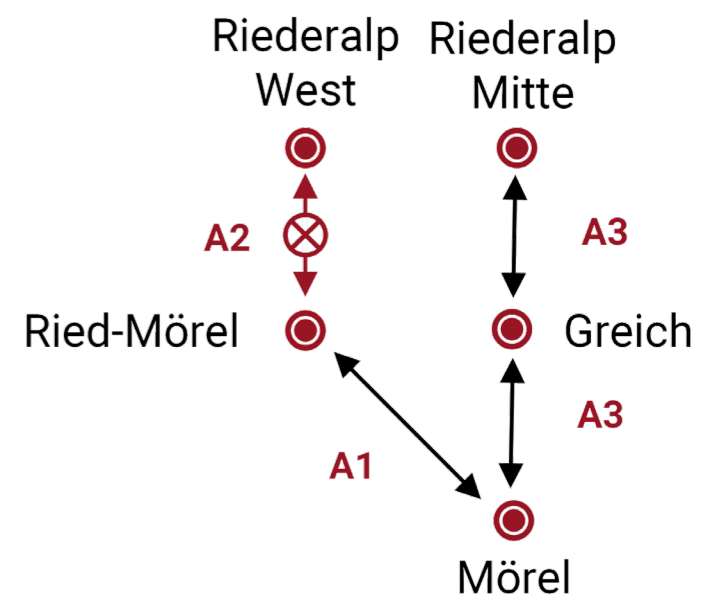 Riederalp
West
Riederalp
Mitte
A2
A3
Ried-Mörel
Greich
A3
A1
Mörel